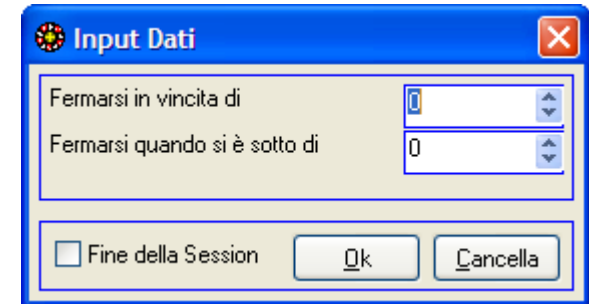 Input Dati
Fermarsi in vincita di 0
Fermarsi quando si è sotto di 0
Fine della Session Ok Cancella